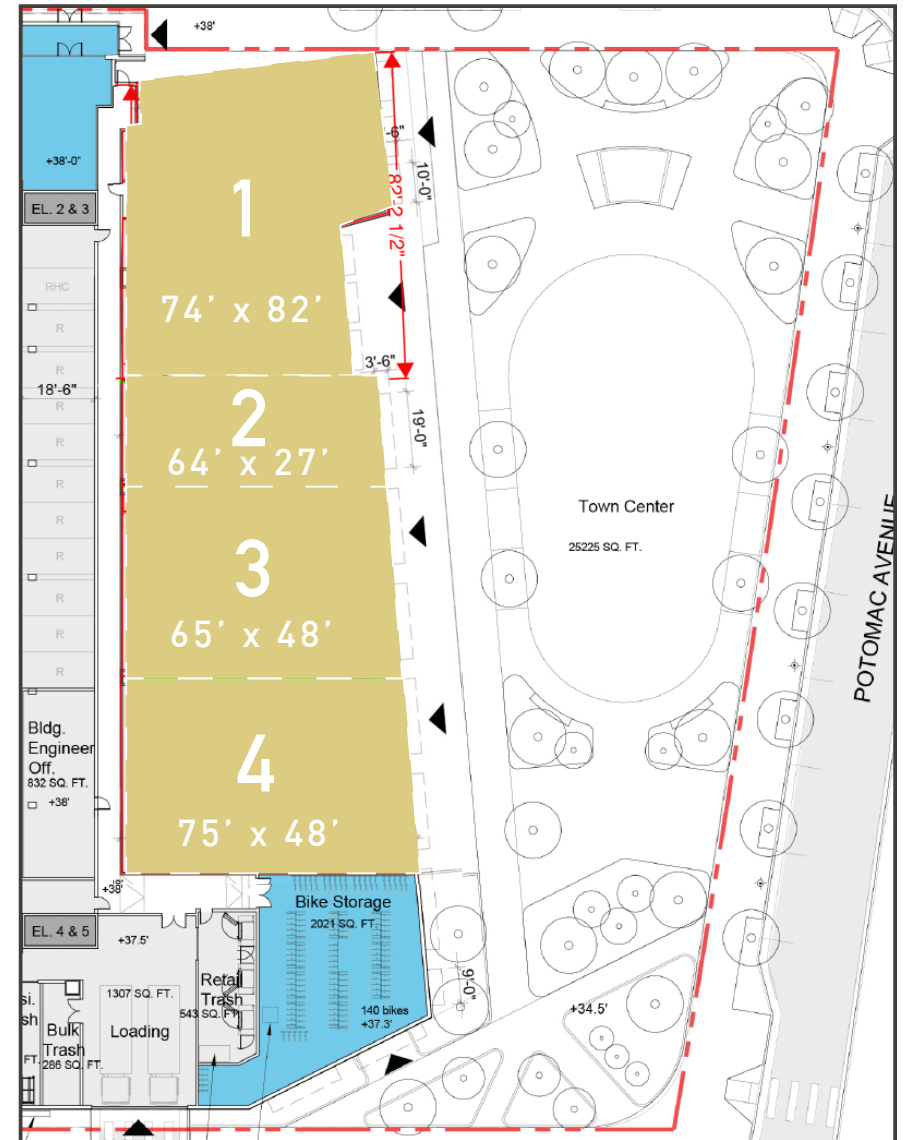 +38'
+38'-0"
EL. 2 & 3
-6"
10'-0"
82'-2 1/2"
1
74' x 82'
RHC
R
R
18'-6"
R
R
R
R
R
R
R
3'-6"
19'-0"
2
64' x 27'
3
65' x 48'
Town Center
25225 SQ. FT.
POTOMAC AVENUE
4
75' x 48'
Bldg.
Engineer
Off.
832 SQ. FT.
+38'
+38'
EL. 4 & 5
+37.5'
Bike Storage
2021 SQ. FT.
140 bikes
+37.3'
9'-0"
+34.5'
Retail
Trash
543 SQ. FT.
1307 SQ. FT.
Loading
si.
sh
FT.
Bulk
Trash
286 SQ. FT.